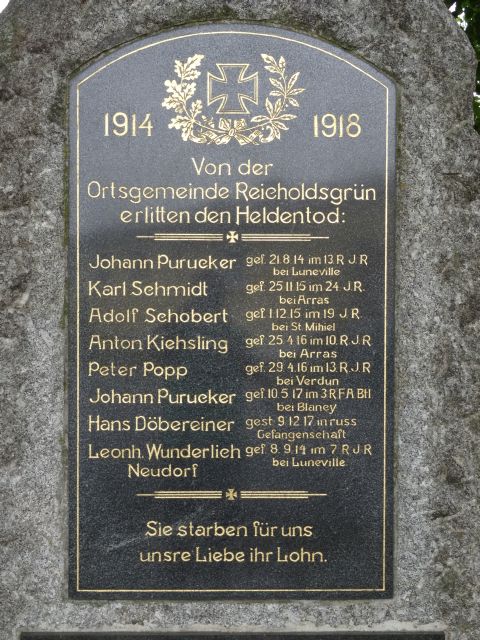 1914 1918
Von der
Ortsgemeinde Reicholdsgrün
erlitten den Heldentod:
Johann Purucker gef. 21.8.14 im 13. R J R
bei Luneville
Karl Schmidt gef. 25.11.15 im 24. J.R.
bei Arras
Adolf Schobert gef. 1.12.15 im 19. J.R.
bei St. Mihiel
Anton Kiehsling gef. 25.4.16 im 10. R J R
bei Arras
Peter Popp gef. 29.4.16 im 13. R J R
bei Verdun
Johann Purucker gef. 10.5.17 im 3 R F A BH
bei Blaney
Hans Döbereiner gest. 9.12.17 in russ
Gefangenschaft
Leonh. Wunderlich gef. 8.9.14 im 7. R J R
Neudorf bei Luneville
Sie starben für uns
unsre Liebe ihr Lohn.